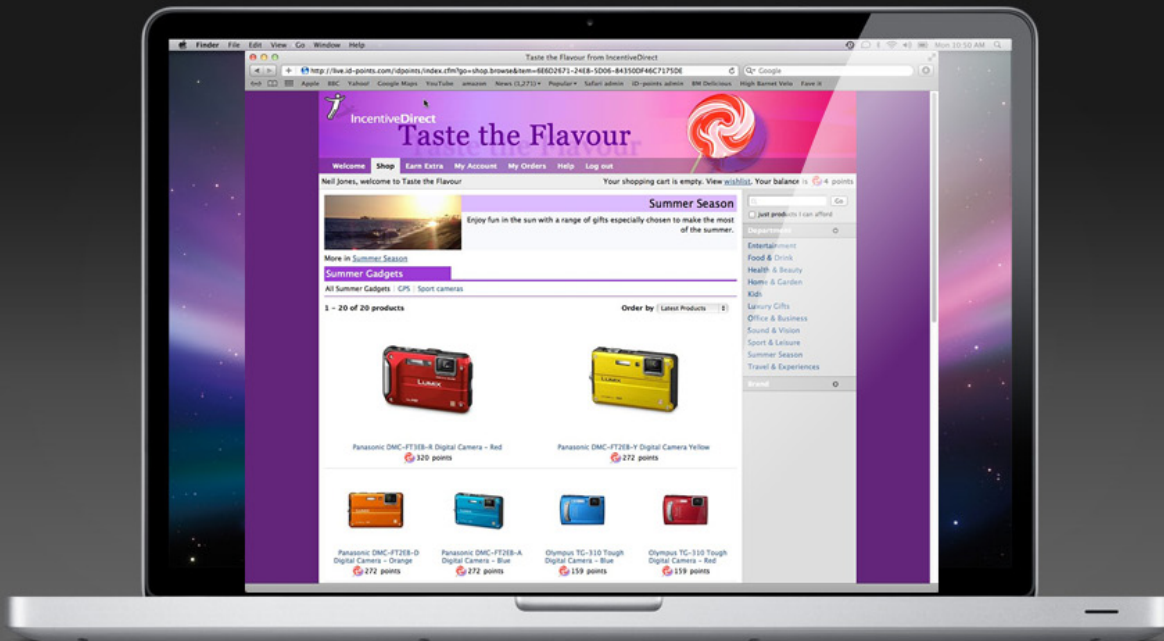 Finder File Edit View Go Window Help
Mon 10:50 AM
Taste the Flavour from IncentiveDirect
http://live.id-points.com/idpoints/index.cfm?go=shop.browse&item=6E6D2671-24E8-5D06-84350DF46C7175DE
Google
Apple BBC Yahoo! Google Maps YouTube amazon News (1,271) Popular Safari admin ID-points admin BM Delicious High Barnet Velo Fave it
IncentiveDirect
Taste the Flavour
Welcome Shop Earn Extra My Account My Orders Help Log out
Neil Jones, welcome to Taste the Flavour
Your shopping cart is empty. View wishlist. Your balance is 4 points
Summer Season
Enjoy fun in the sun with a range of gifts especially chosen to make the most
of the summer.
More in Summer Season
Summer Gadgets
All Summer Gadgets | GPS | Sport cameras
1 - 20 of 20 products
Order by Latest Products
LUMIX
LUMIX
Panasonic DMC-FT3EB-R Digital Camera - Red
320 points
Panasonic DMC-FT2EB-Y Digital Camera Yellow
272 points
Panasonic DMC-FT2EB-D
Digital Camera - Orange
272 points
Panasonic DMC-FT2EB-A
Digital Camera - Blue
272 points
Olympus TG-310 Tough
Digital Camera - Blue
159 points
Olympus TG-310 Tough
Digital Camera - Red
159 points
Go
just products I can afford
Department
Entertainment
Food & Drink
Health & Beauty
Home & Garden
Kids
Luxury Gifts
Office & Business
Sound & Vision
Sport & Leisure
Summer Season
Travel & Experiences
Brand